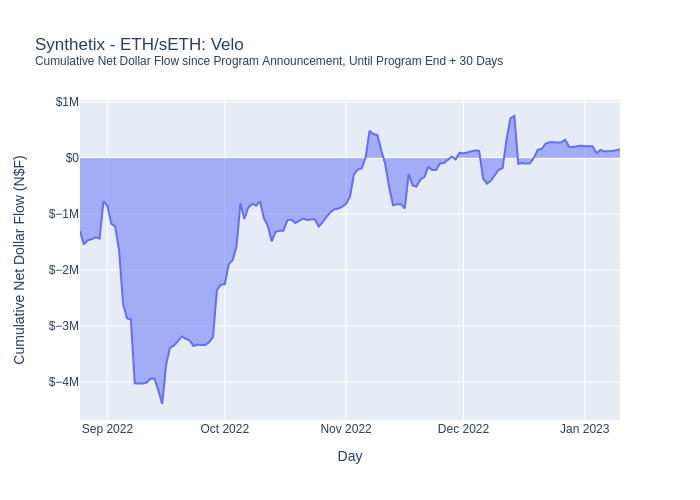 Synthetix - ETH/sETH: Velo
Cumulative Net Dollar Flow since Program Announcement, Until Program End + 30 Days
Cumulative Net Dollar Flow (N$F)
$1M
$0
$−1M
$−2M
$−3M
$−4M
Sep 2022
Oct 2022
Nov 2022
Dec 2022
Jan 2023
Day